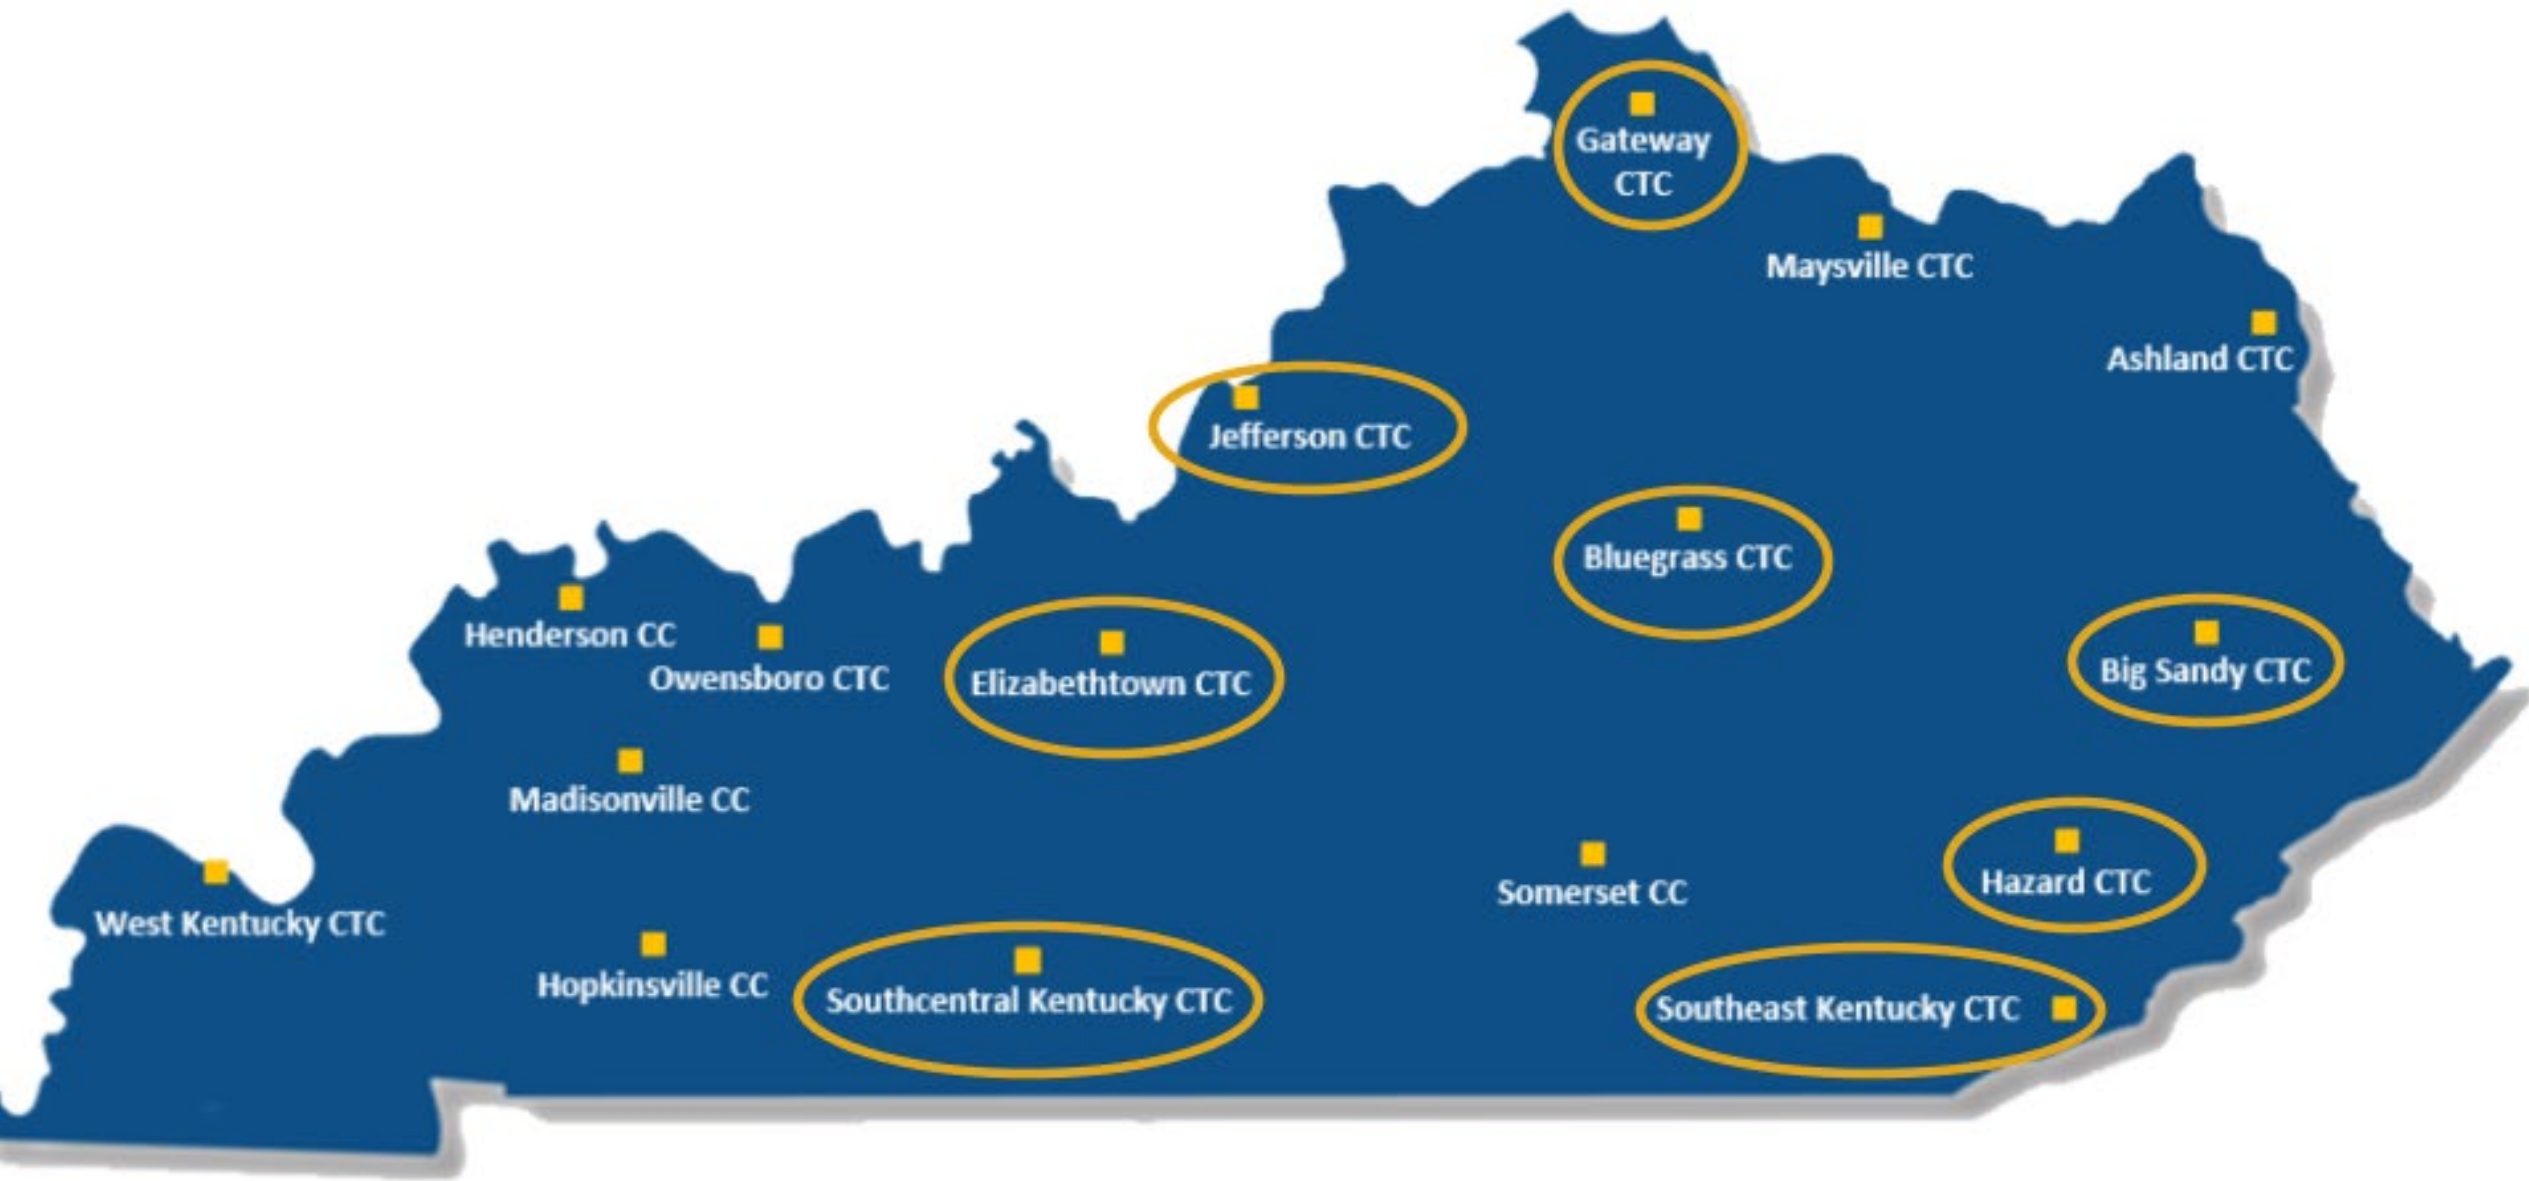 Gateway
CTC
Maysville CTC
Ashland CTC
Jefferson CTC
Bluegrass CTC
Henderson CC
Owensboro CTC
Elizabethtown CTC
Big Sandy CTC
Madisonville CC
Hazard CTC
Somerset CC
West Kentucky CTC
Hopkinsville CC
Southcentral Kentucky CTC
Southeast Kentucky CTC